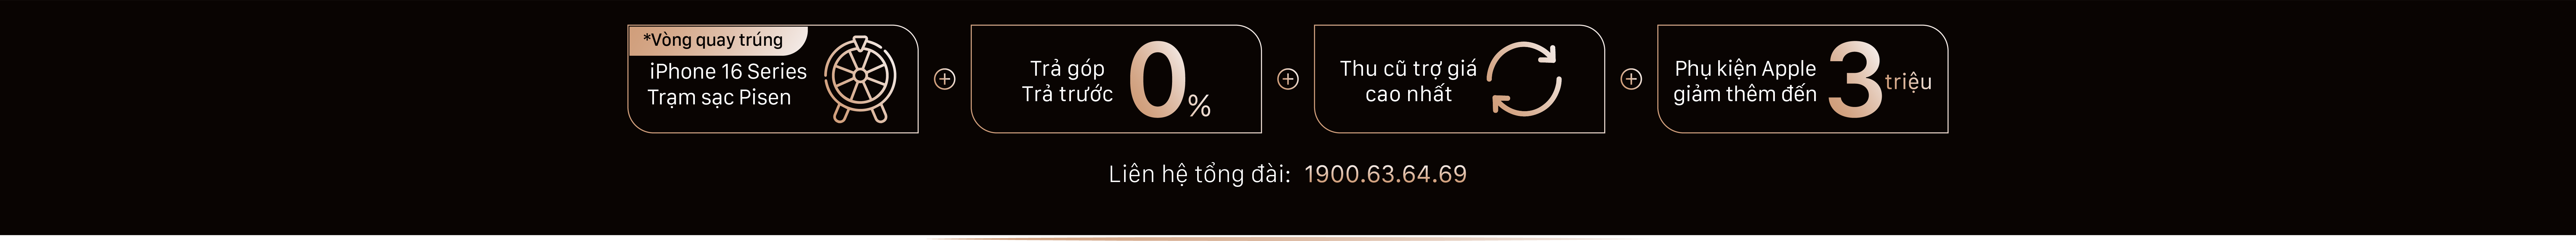 *Vòng quay trúng
iPhone 16 Series
Trạm sạc Pisen
Trả góp
Trả trước
0%
Thu cũ trợ giá
cao nhất
Phụ kiện Apple
giảm thêm đến
3 triệu
Liên hệ tổng đài: 1900.63.64.69